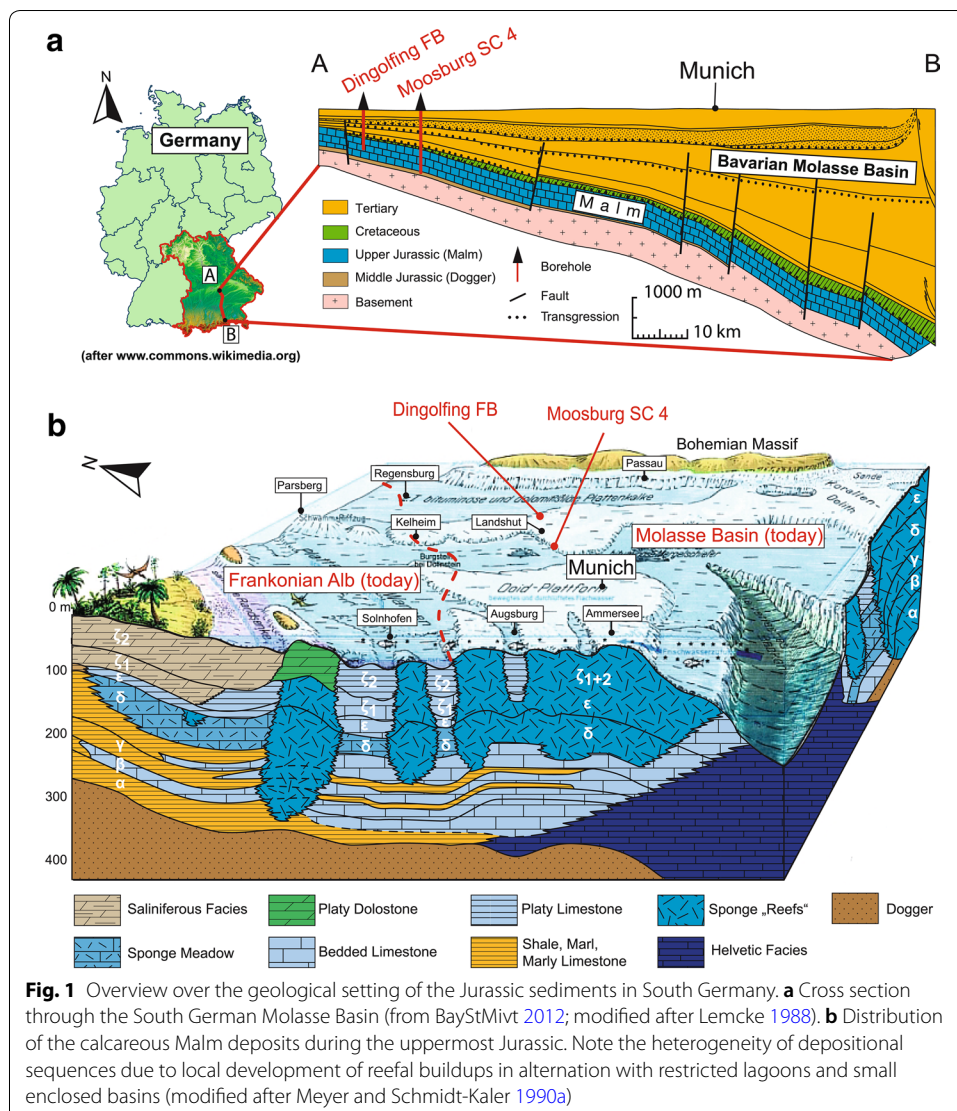 a
N
Germany
A
B
(after www.commons.wikimedia.org)
A
Dingolfing FB
Moosburg SC 4
Munich
B
Bavarian Molasse Basin
Malm
Tertiary
Cretaceous
Upper Jurassic (Malm)
Middle Jurassic (Dogger)
Basement
Borehole
Fault
Transgression
1000 m
10 km
b
N
Dingolfing FB
Moosburg SC 4
Bohemian Massif
Regensburg
Passau
Parsberg
bituminose und dolomitische Plattenkalke
Sande
Korallen-
Oolith
Kelheim
Landshut
Molasse Basin (today)
Frankonian Alb (today)
Munich
Ooid-Plattform
Solnhofen
Augsburg
Ammersee
0 m
100
200
300
400
ζ2
ζ1
ε
δ
γ
β
α
ζ2
ζ1
ε
δ
ζ2
ζ1
ε
δ
ζ1+2
ε
δ
ε
δ
γ
β
α
Saliniferous Facies
Platy Dolostone
Platy Limestone
Sponge „Reefs“
Dogger
Sponge Meadow
Bedded Limestone
Shale, Marl,
Marly Limestone
Helvetic Facies
Fig. 1 Overview over the geological setting of the Jurassic sediments in South Germany. a Cross section
through the South German Molasse Basin (from BayStMivt 2012; modified after Lemcke 1988). b Distribution
of the calcareous Malm deposits during the uppermost Jurassic. Note the heterogeneity of depositional
sequences due to local development of reefal buildups in alternation with restricted lagoons and small
enclosed basins (modified after Meyer and Schmidt-Kaler 1990a)